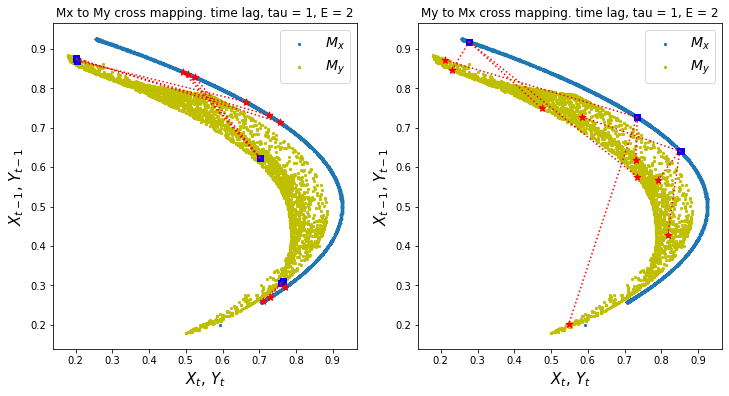 Mx to My cross mapping. time lag, tau = 1, E = 2
My to Mx cross mapping. time lag, tau = 1, E = 2
M_x
M_y
M_x
M_y
0.9
0.8
0.7
0.6
0.5
0.4
0.3
0.2
X_{t-1}, Y_{t-1}
0.9
0.8
0.7
0.6
0.5
0.4
0.3
0.2
X_{t-1}, Y_{t-1}
0.2 0.3 0.4 0.5 0.6 0.7 0.8 0.9
X_t, Y_t
0.2 0.3 0.4 0.5 0.6 0.7 0.8 0.9
X_t, Y_t